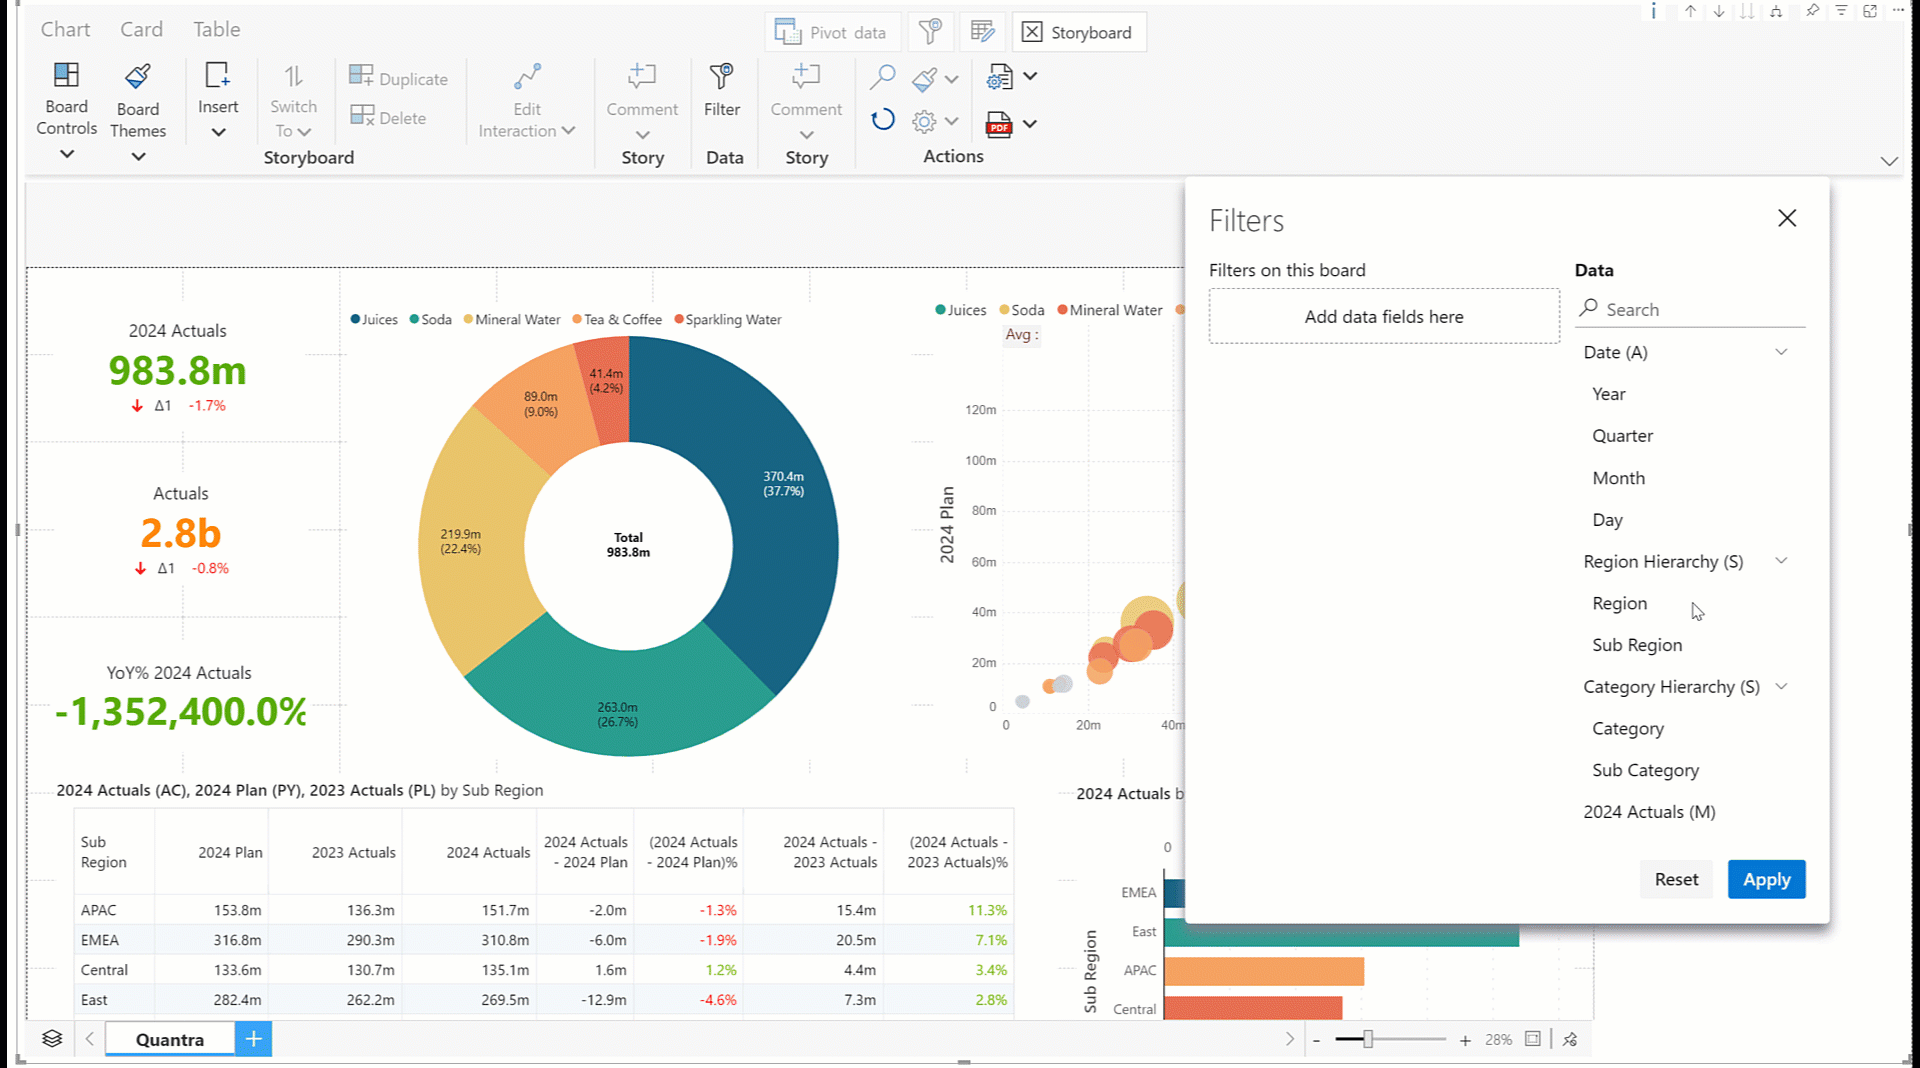 Chart Card Table
Pivot data
Storyboard
Board Controls
Board Themes
Insert
Switch To
Duplicate
Delete
Edit Interaction
Comment
Filter
Comment
PDF
Storyboard
Story
Data
Story
Actions
2024 Actuals
983.8m
Δ1 -1.7%
Actuals
2.8b
Δ1 -0.8%
YoY% 2024 Actuals
-1,352,400.0%
Juices Soda Mineral Water Tea & Coffee Sparkling Water
41.4m
(4.2%)
89.0m
(9.0%)
370.4m
(37.7%)
219.9m
(22.4%)
Total
983.8m
263.0m
(26.7%)
Juices Soda Mineral Water
Avg :
2024 Plan
120m
100m
80m
60m
40m
20m
0
0 20m 40m
Filters
Filters on this board
Add data fields here
Data
Search
Date (A)
Year
Quarter
Month
Day
Region Hierarchy (S)
Region
Sub Region
Category Hierarchy (S)
Category
Sub Category
2024 Actuals (M)
Reset
Apply
2024 Actuals (AC), 2024 Plan (PY), 2023 Actuals (PL) by Sub Region
Sub Region 2024 Plan 2023 Actuals 2024 Actuals 2024 Actuals - 2024 Plan (2024 Actuals - 2024 Plan)% 2024 Actuals - 2023 Actuals (2024 Actuals - 2023 Actuals)%
APAC 153.8m 136.3m 151.7m -2.0m -1.3% 15.4m 11.3%
EMEA 316.8m 290.3m 310.8m -6.0m -1.9% 20.5m 7.1%
Central 133.6m 130.7m 135.1m 1.6m 1.2% 4.4m 3.4%
East 282.4m 262.2m 269.5m -12.9m -4.6% 7.3m 2.8%
2024 Actuals b
0
Sub Region
EMEA
East
APAC
Central
Quantra
28%